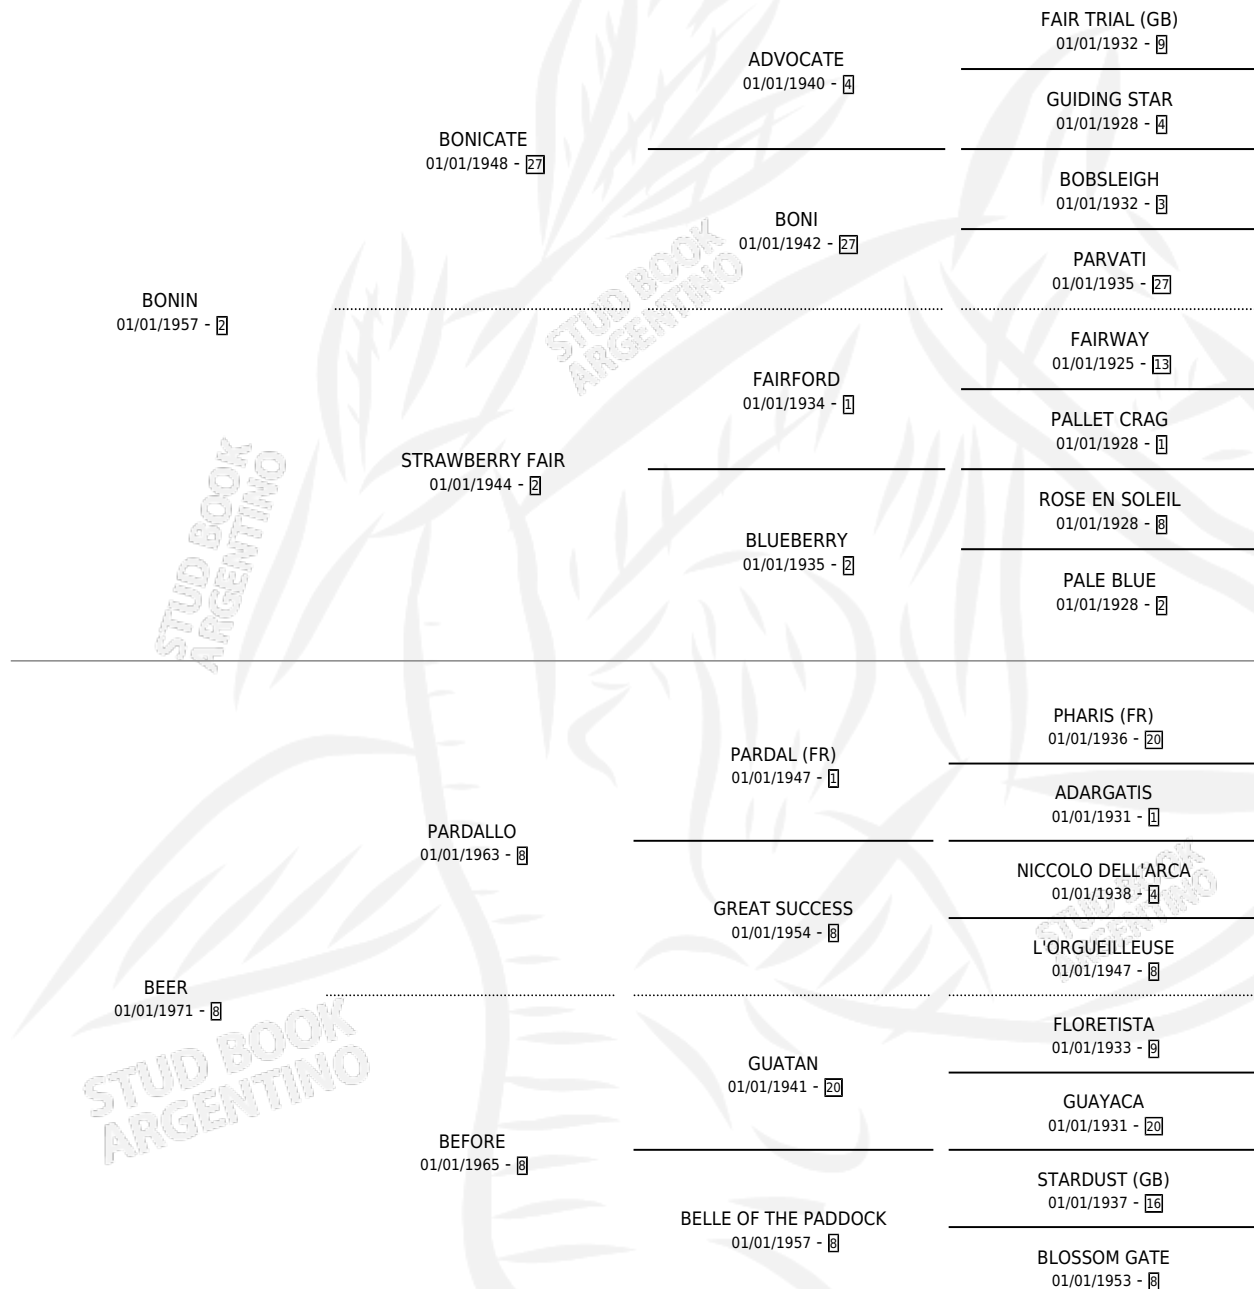 FAIR TRIAL (GB)
01/01/1932 - 9
ADVOCATE
01/01/1940 - 4
GUIDING STAR
01/01/1928 - 4
BONICATE
01/01/1948 - 27
BOBSLEIGH
01/01/1932 - 3
BONI
01/01/1942 - 27
PARVATI
01/01/1935 - 27
BONIN
01/01/1957 - 2
FAIRWAY
01/01/1925 - 13
FAIRFORD
01/01/1934 - 1
PALLET CRAG
01/01/1928 - 1
STRAWBERRY FAIR
01/01/1944 - 2
ROSE EN SOLEIL
01/01/1928 - 8
BLUEBERRY
01/01/1935 - 2
PALE BLUE
01/01/1928 - 2
STUD BOOK
ARGENTINO
STUD BOOK
ARGENTINO
PHARIS (FR)
01/01/1936 - 20
PARDAL (FR)
01/01/1947 - 1
ADARGATIS
01/01/1931 - 1
PARDALLO
01/01/1963 - 8
NICCOLO DELL'ARCA
01/01/1938 - 4
GREAT SUCCESS
01/01/1954 - 8
L'ORGUEILLEUSE
01/01/1947 - 8
STUD BOOK
ARGENTINO
BEER
01/01/1971 - 8
FLORETISTA
01/01/1933 - 9
GUATAN
01/01/1941 - 20
GUAYACA
01/01/1931 - 20
STUD BOOK
ARGENTINO
BEFORE
01/01/1965 - 8
STARDUST (GB)
01/01/1937 - 16
BELLE OF THE PADDOCK
01/01/1957 - 8
BLOSSOM GATE
01/01/1953 - 8